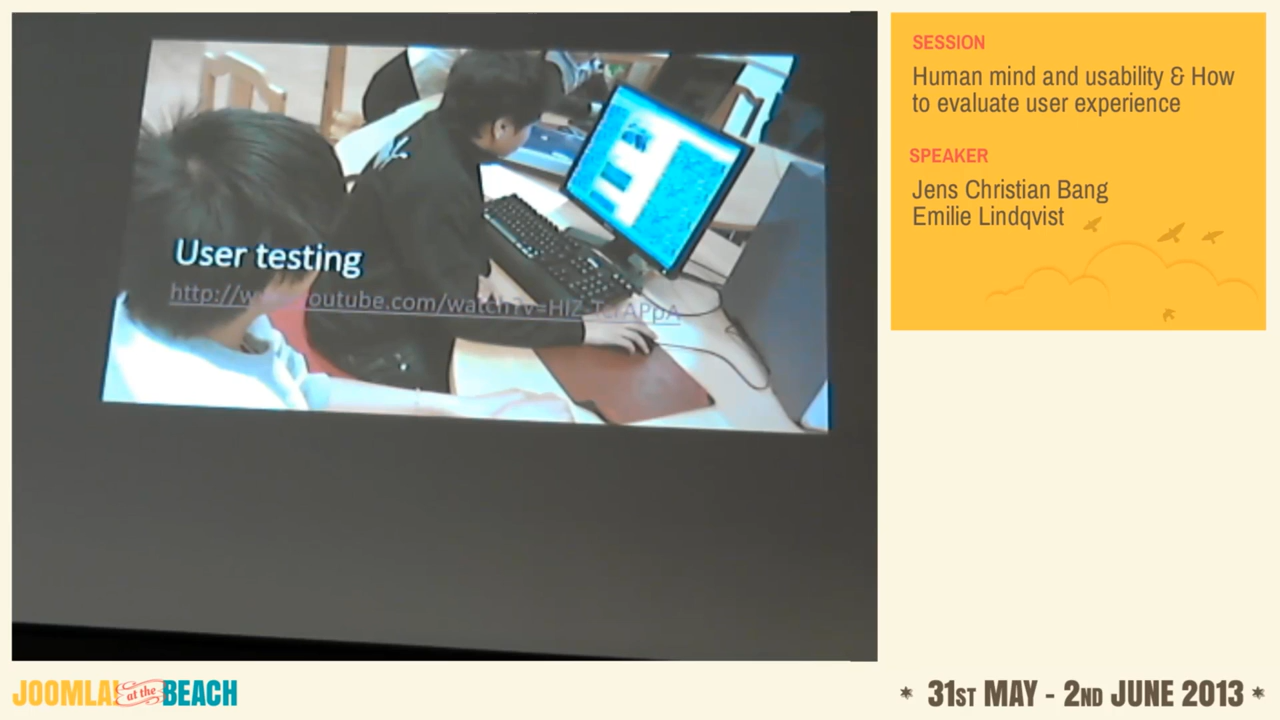 User testing
SESSION
Human mind and usability & How
to evaluate user experience
SPEAKER
Jens Christian Bang
Emilie Lindqvist
JOOMLA! at the BEACH
* 31ST MAY - 2ND JUNE 2013 *